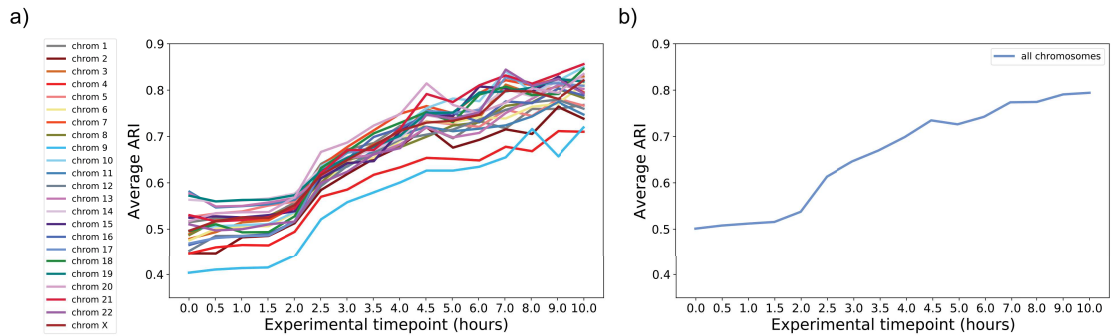 a)
chrom 1
chrom 2
chrom 3
chrom 4
chrom 5
chrom 6
chrom 7
chrom 8
chrom 9
chrom 10
chrom 11
chrom 12
chrom 13
chrom 14
chrom 15
chrom 16
chrom 17
chrom 18
chrom 19
chrom 20
chrom 21
chrom 22
chrom X
Average ARI
0.9
0.8
0.7
0.6
0.5
0.4
0.0 0.5 1.0 1.5 2.0 2.5 3.0 3.5 4.0 4.5 5.0 6.0 7.0 8.0 9.0 10.0
Experimental timepoint (hours)
b)
all chromosomes
Average ARI
0.9
0.8
0.7
0.6
0.5
0.4
0.0 0.5 1.0 1.5 2.0 2.5 3.0 3.5 4.0 4.5 5.0 6.0 7.0 8.0 9.0 10.0
Experimental timepoint (hours)